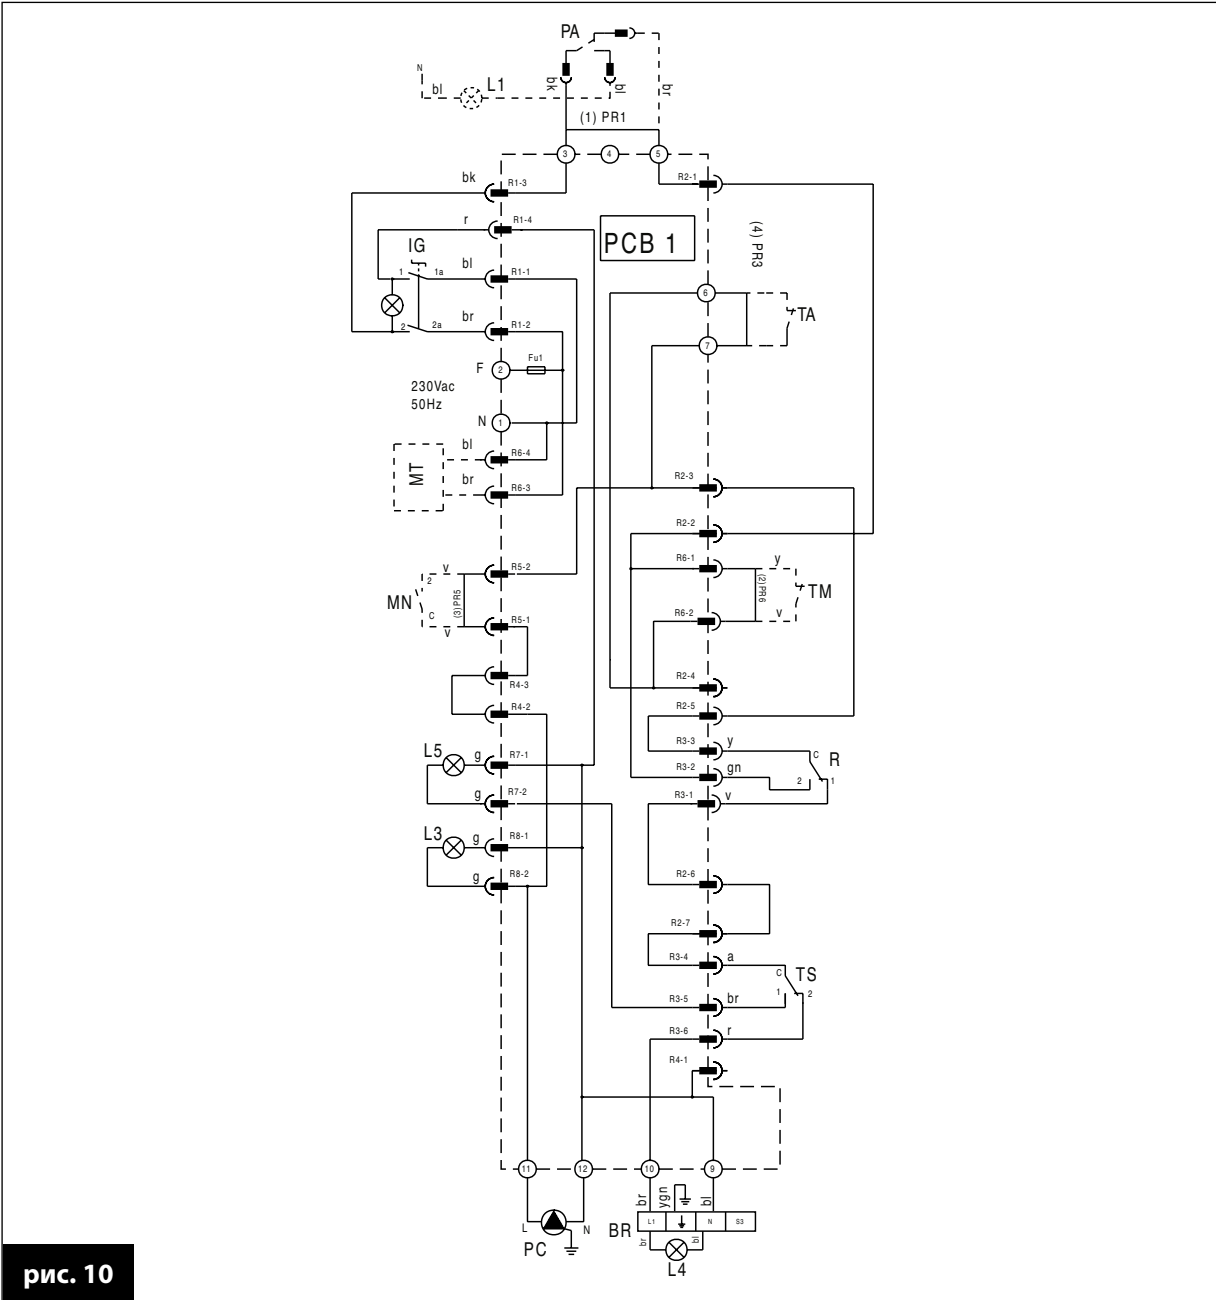 PA
N
bl
L1
bk
bl
br
(1) PR1
3
4
5
bk
R1-3
R2-1
r
R1-4
PCB 1
(4) PR3
IG
bl
1
1a
R1-1
6
TA
br
2
2a
R1-2
7
F
2
Fu1
230Vac
50Hz
N
1
bl
R6-4
MT
br
R6-3
R2-3
R2-2
v
R5-2
R6-1
y
2
MN
(3)PR5
(2)PR6
TM
C
v
R5-1
R6-2
v
R4-3
R2-4
R4-2
R2-5
L5
g
R7-1
R3-3
y
C
R
R3-2
gn
2
1
g
R7-2
R3-1
v
L3
g
R8-1
g
R8-2
R2-6
R2-7
R3-4
a
C
TS
1
2
R3-5
br
R3-6
r
R4-1
11
12
10
9
br
ygn
bl
L
N
PC
BR
L1
N
S3
br
bl
L4
рис. 10